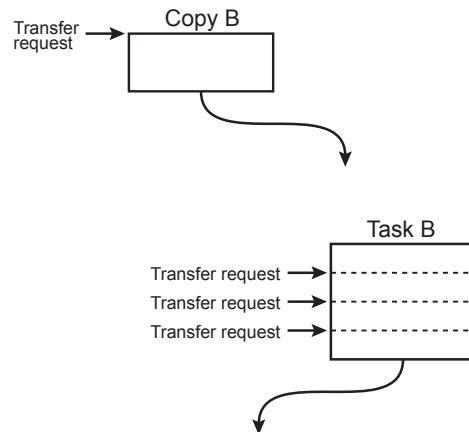 Copy B
Transfer
request
Task B
Transfer request
Transfer request
Transfer request